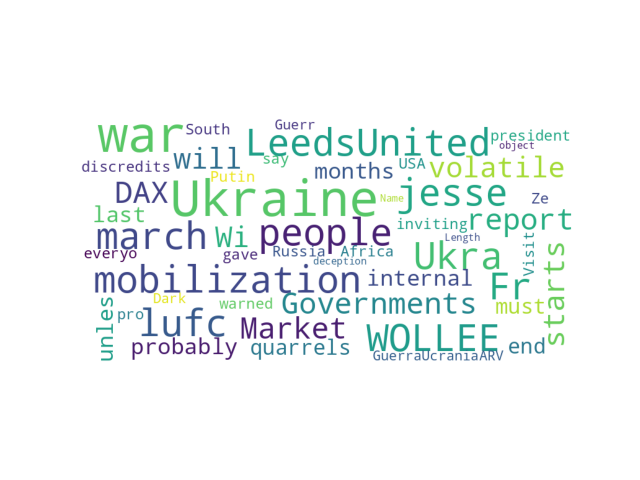 war South Guerr LeedsUnited president
object
discredits will say months USA volatile
DAX Putin Ukraine Name jesse Ze
last inviting report
march Wi people
everyo gave Russia Africa Length Ukra Visit
deception
mobilization internal Fr starts
Dark warned Governments must
unles pro lufc Market WOLLEE
probably quarrels GuerraUcraniaARV end